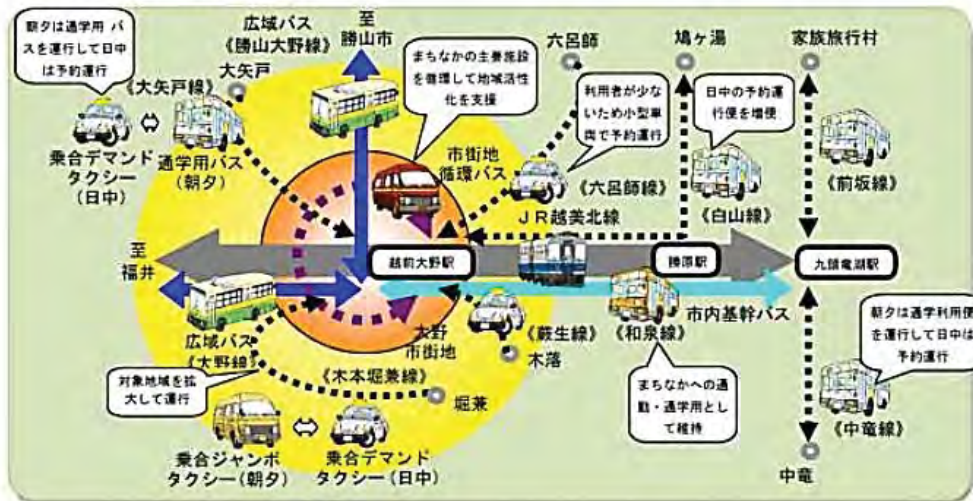 朝夕は通学用 バ
スを運行して日中
は予約運行
広域バス
《勝山大野線》
至
勝山市
大矢戸
《大矢戸線》
乗合デマンド
タクシー
(日中)
通学用バス
(朝夕)
まちなかの主要施設
を循環して地域活性
化を支援
市街地
循環バス
六呂師
利用者が少な
いため小型車
両で予約運行
《六呂師線》
鳩ヶ湯
日中の予約運
行便を増便
《白山線》
家族旅行村
《前坂線》
JR越美北線
至
福井
越前大野駅
勝原駅
九頭竜湖駅
広域バス
《大野線》
大野
市街地
《蕨生線》
木落
《和泉線》
市内基幹バス
まちなかへの通
勤・通学用とし
て維持
朝夕は通学利用便
を運行して日中は
予約運行
《中竜線》
中竜
対象地域を拡
大して運行
《木本堀兼線》
堀兼
乗合ジャンボ
タクシー(朝夕)
乗合デマンド
タクシー(日中)